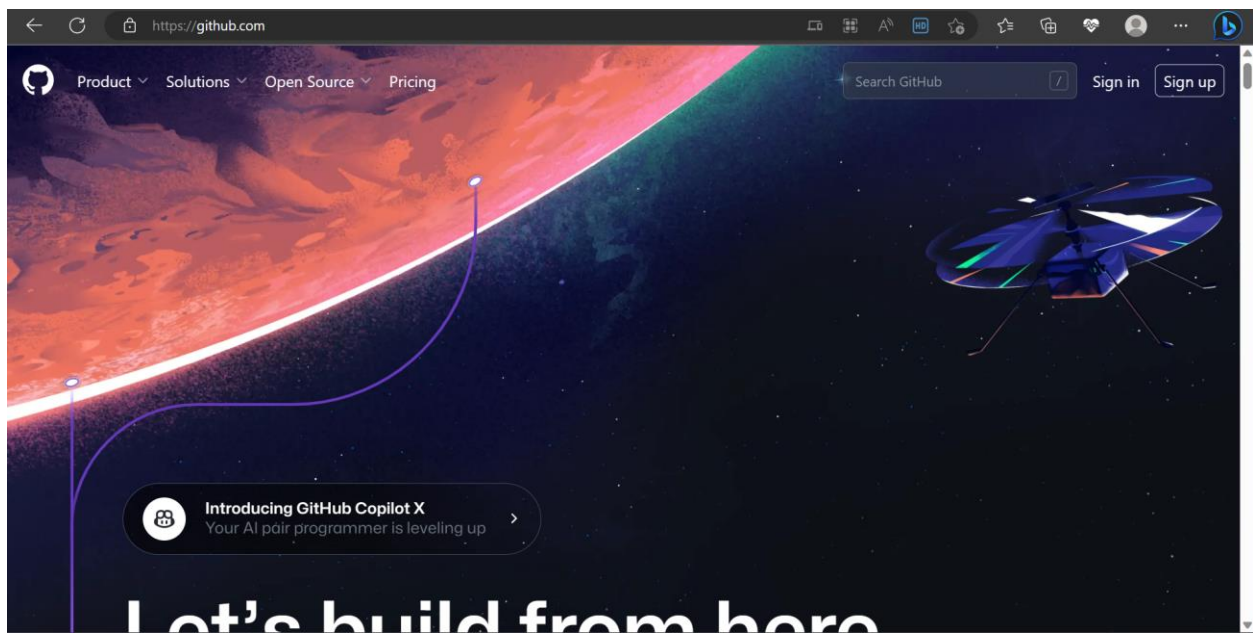 https://github.com
HD
Product Solutions Open Source Pricing
Search GitHub / Sign in Sign up
Introducing GitHub Copilot X
Your AI pair programmer is leveling up
Let's build from here